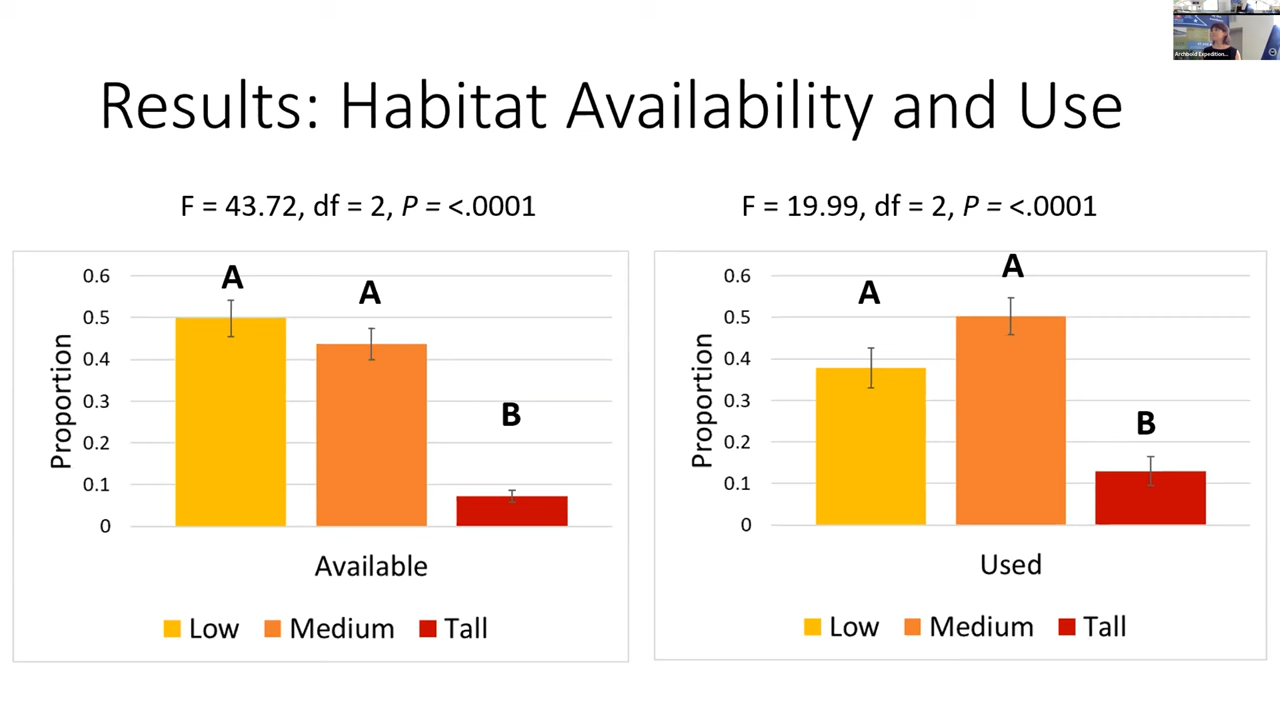 Archbold Expedition...
Results: Habitat Availability and Use
F = 43.72, df = 2, P = <.0001
F = 19.99, df = 2, P = <.0001
Proportion
0.6
0.5
0.4
0.3
0.2
0.1
0
A
A
B
Available
Low
Medium
Tall
Proportion
0.6
0.5
0.4
0.3
0.2
0.1
0
A
A
B
Used
Low
Medium
Tall